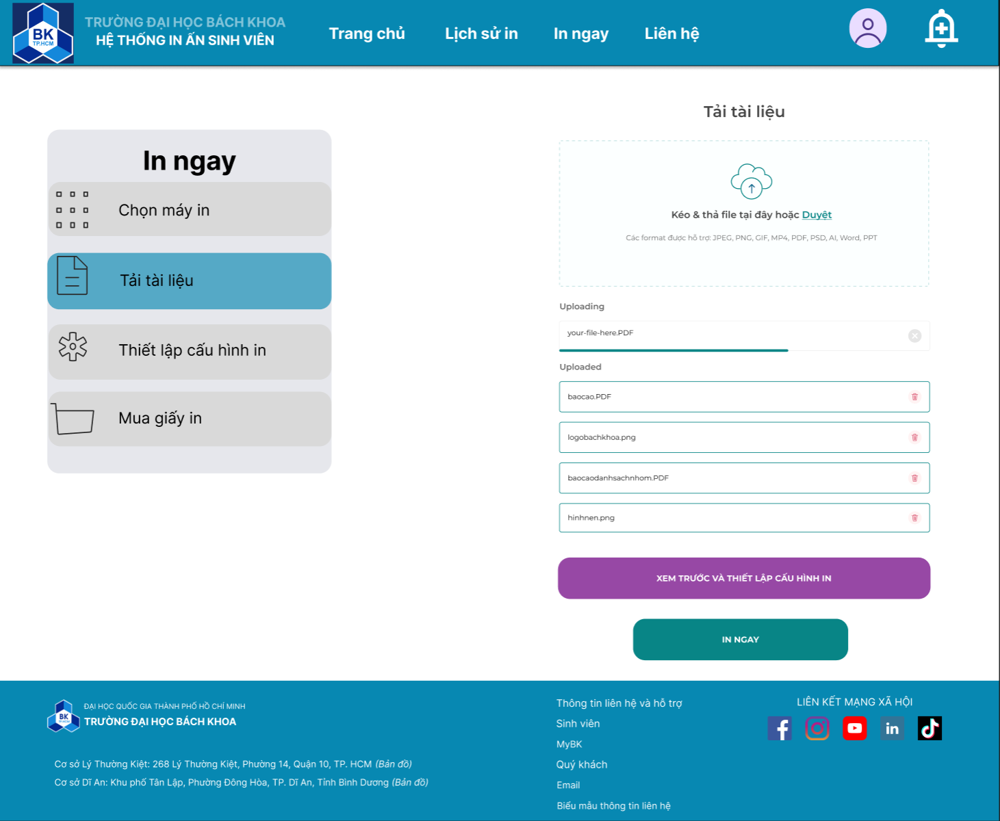 BK
TP.HCM
TRƯỜNG ĐẠI HỌC BÁCH KHOA
HỆ THỐNG IN ẤN SINH VIÊN
Trang chủ
Lịch sử in
In ngay
Liên hệ
In ngay
Chọn máy in
Tải tài liệu
Thiết lập cấu hình in
Mua giấy in
Tải tài liệu
Kéo & thả file tại đây hoặc Duyệt
Các format được hỗ trợ: JPEG, PNG, GIF, MP4, PDF, PSD, AI, Word, PPT
Uploading
your-file-here.PDF
Uploaded
baocao.PDF
logobachkhoa.png
baocaodanhsachnhom.PDF
hinhnen.png
XEM TRƯỚC VÀ THIẾT LẬP CẤU HÌNH IN
IN NGAY
BK
TP.HCM
ĐẠI HỌC QUỐC GIA THÀNH PHỐ HỒ CHÍ MINH
TRƯỜNG ĐẠI HỌC BÁCH KHOA
Cơ sở Lý Thường Kiệt: 268 Lý Thường Kiệt, Phường 14, Quận 10, TP. HCM (Bản đồ)
Cơ sở Dĩ An: Khu phố Tân Lập, Phường Đông Hòa, TP. Dĩ An, Tỉnh Bình Dương (Bản đồ)
Thông tin liên hệ và hỗ trợ
Sinh viên
MyBK
Quý khách
Email
Biểu mẫu thông tin liên hệ
LIÊN KẾT MẠNG XÃ HỘI
in